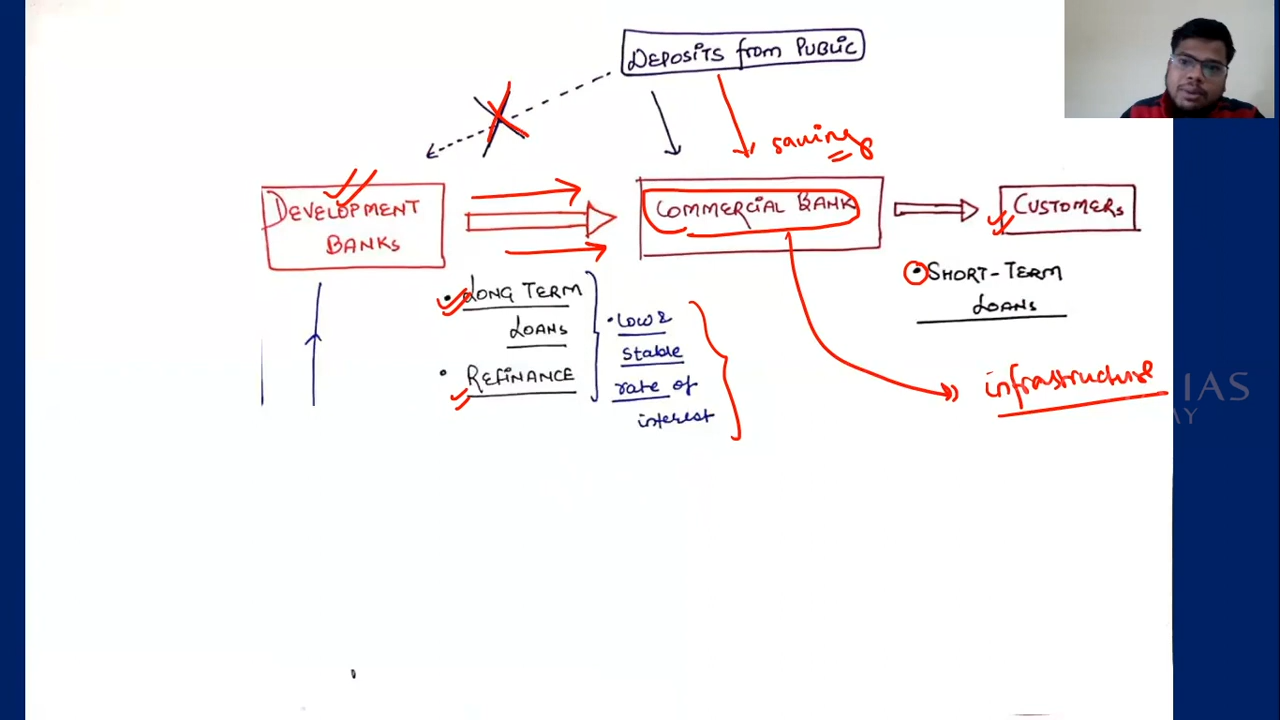 DEPOSITS from PUBLIC
saving
DEVELOPMENT
BANKS
COMMERCIAL BANK
CUSTOMERS
• LONG TERM
LOANS
• REFINANCE
• low &
stable
rate of
interest
• SHORT-TERM
LOANS
infrastructure
IAS